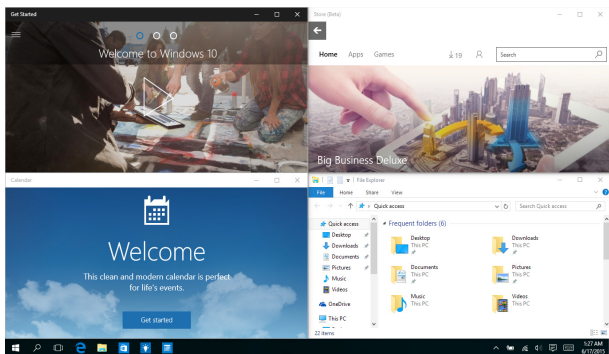 Get Started
Welcome to Windows 10
Store (Beta)
Home Apps Games 19 Search
Big Business Deluxe
Calendar
Welcome
This clean and modern calendar is perfect
for life's events.
Get started
File Explorer
File Home Share View
Quick access Search Quick access
Quick access
Desktop
Downloads
Documents
Pictures
Music
Videos
OneDrive
This PC
Frequent folders (6)
Desktop
This PC
Downloads
This PC
Documents
This PC
Pictures
This PC
Music
This PC
Videos
This PC
22 items
1:27 AM
6/17/2015